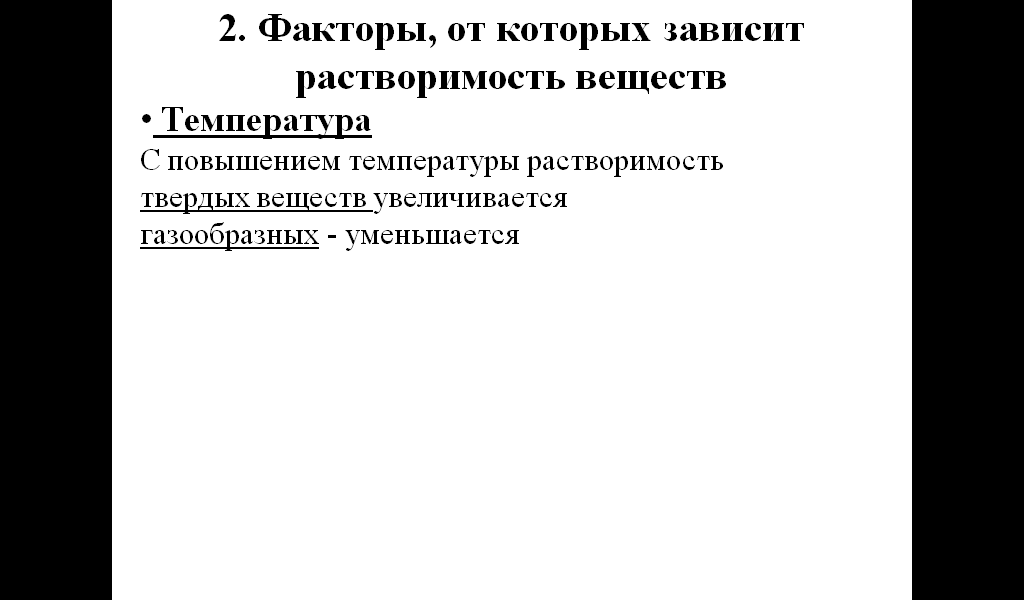 2. Факторы, от которых зависит
растворимость веществ
• Температура
С повышением температуры растворимость
твердых веществ увеличивается
газообразных - уменьшается